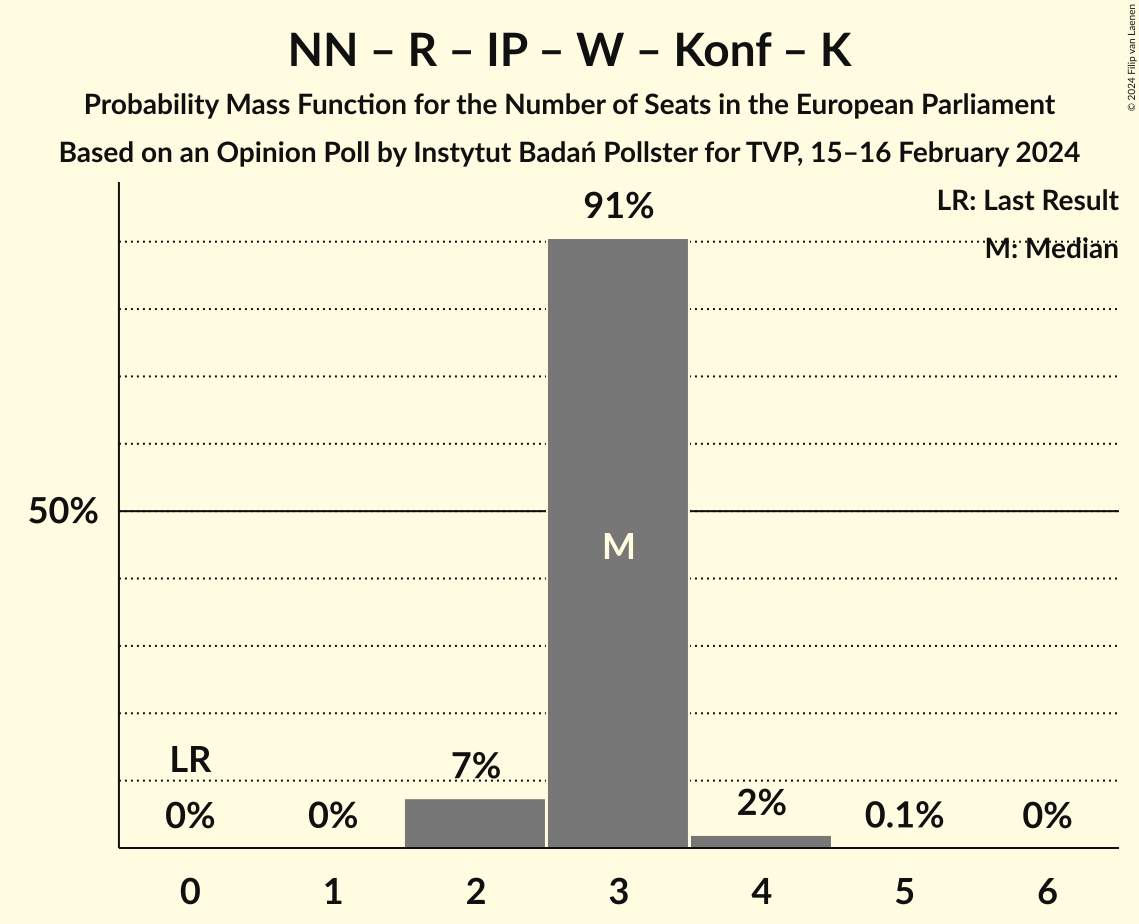 NN – R – IP – W – Konf – K
Probability Mass Function for the Number of Seats in the European Parliament
Based on an Opinion Poll by Instytut Badań Pollster for TVP, 15–16 February 2024
© 2024 Filip van Laenen
LR: Last Result
M: Median
91%
50%
M
LR
7%
2%
0%
0%
0.1%
0%
0 1 2 3 4 5 6